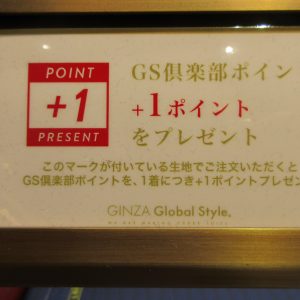 POINT
+1
PRESENT
GS倶楽部ポイン
+1ポイント
をプレゼント
このマークが付いている生地でご注文いただくと
GS倶楽部ポイントを、1着につき+1ポイントプレゼン
GINZA Global Style.